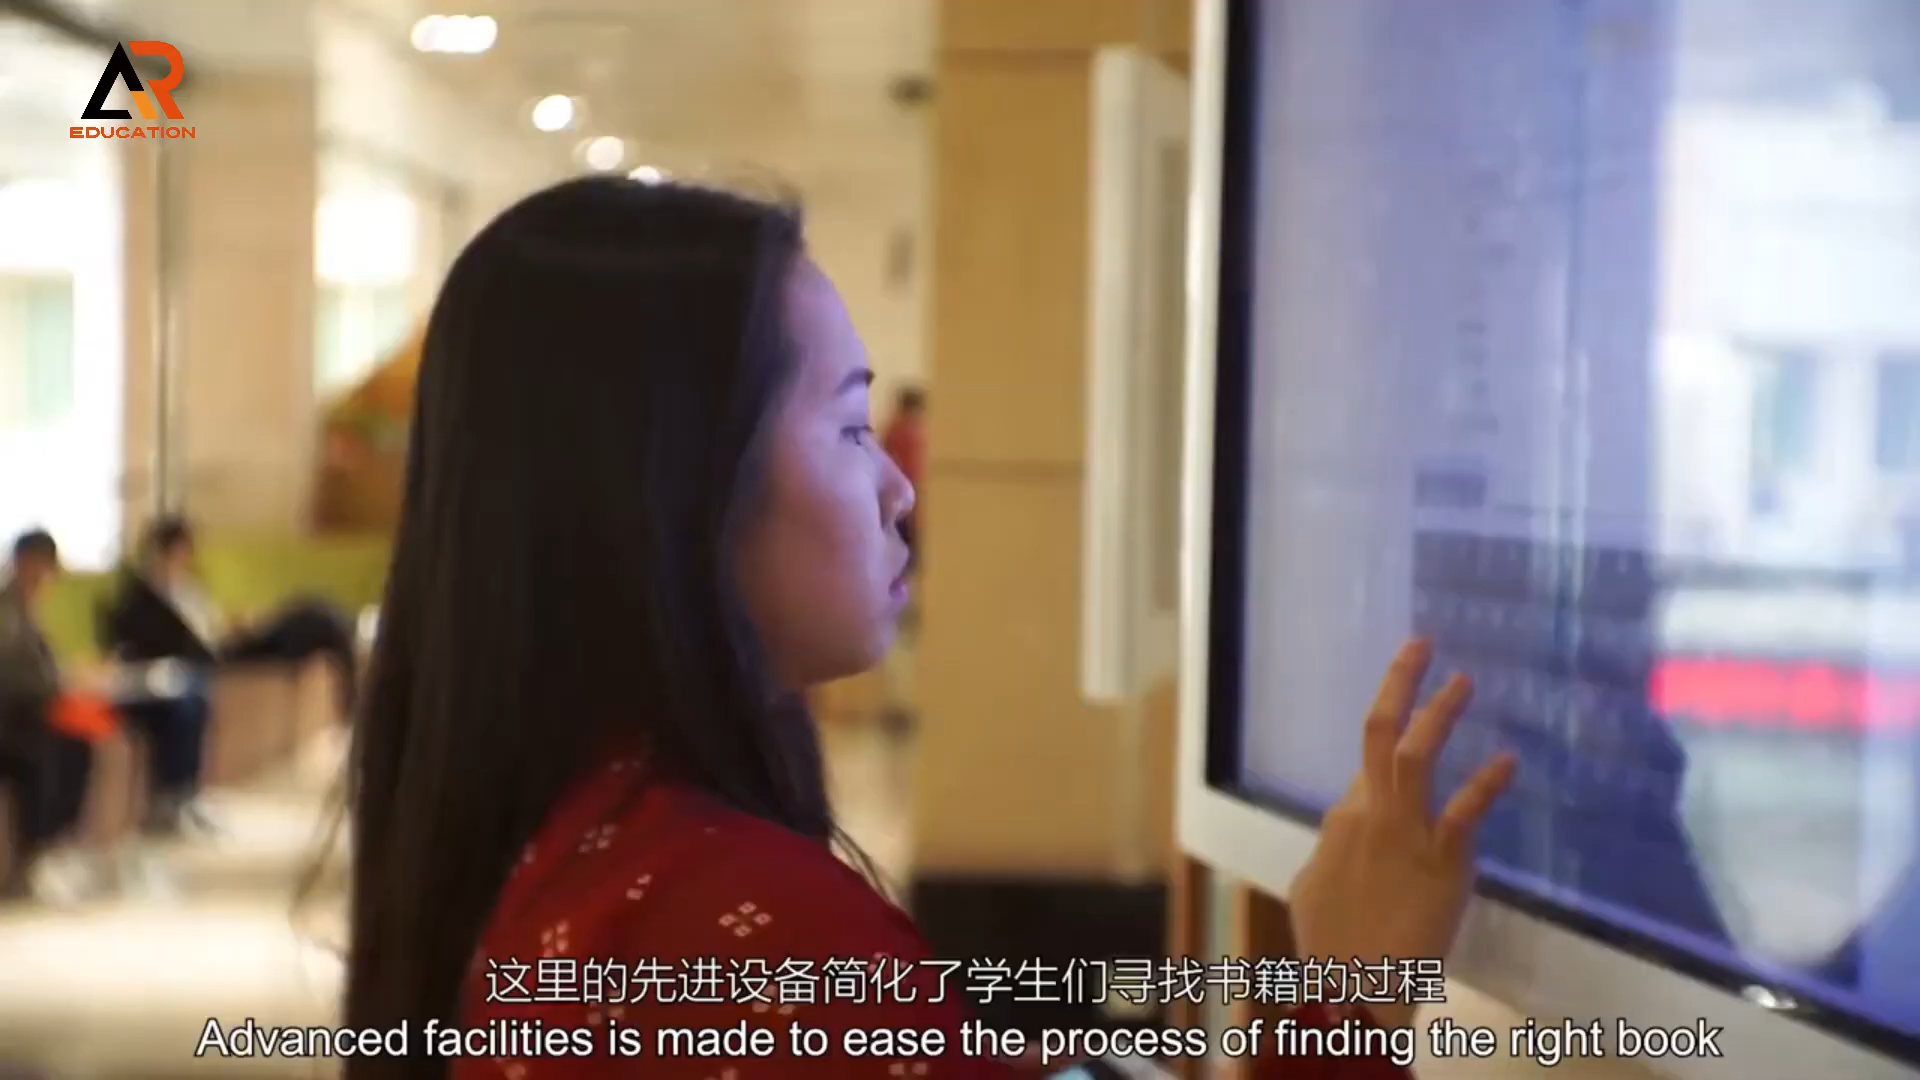 AR
EDUCATION
这里的先进设备简化了学生们寻找书籍的过程
Advanced facilities is made to ease the process of finding the right book